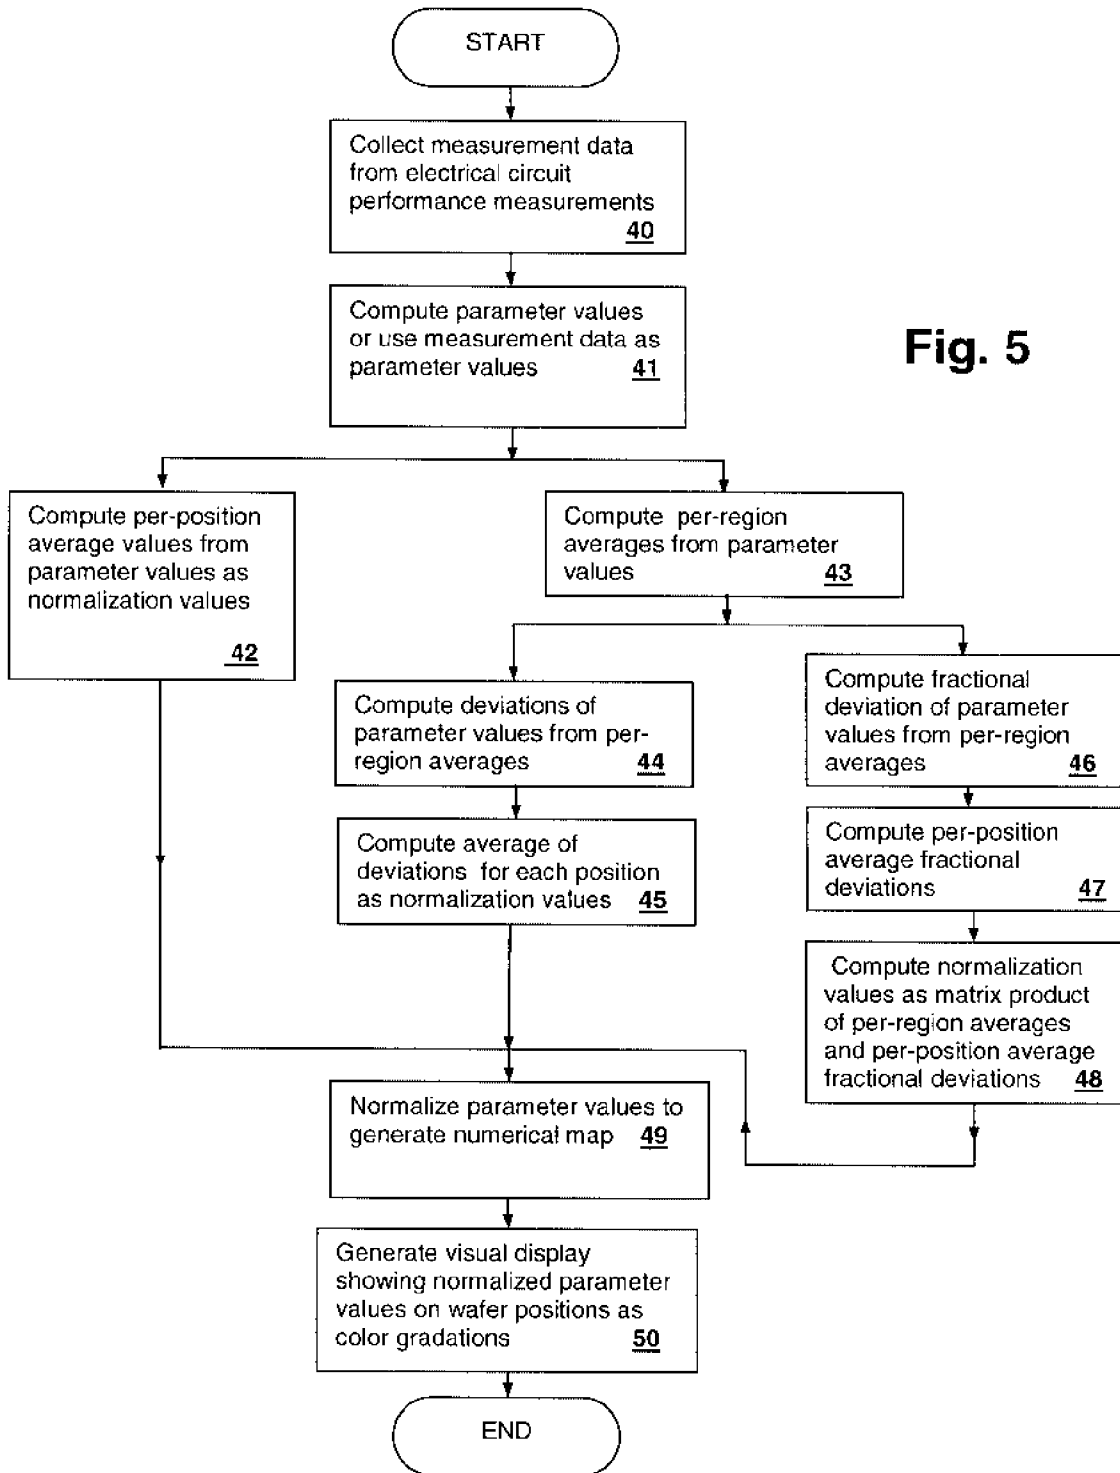 START
Collect measurement data
from electrical circuit
performance measurements
40
Compute parameter values
or use measurement data as
parameter values 41
Fig. 5
Compute per-position
average values from
parameter values as
normalization values
42
Compute per-region
averages from parameter
values 43
Compute deviations of
parameter values from per-
region averages 44
Compute average of
deviations for each position
as normalization values 45
Compute fractional
deviation of parameter
values from per-region
averages 46
Compute per-position
average fractional
deviations 47
Compute normalization
values as matrix product
of per-region averages
and per-position average
fractional deviations 48
Normalize parameter values to
generate numerical map 49
Generate visual display
showing normalized parameter
values on wafer positions as
color gradations 50
END